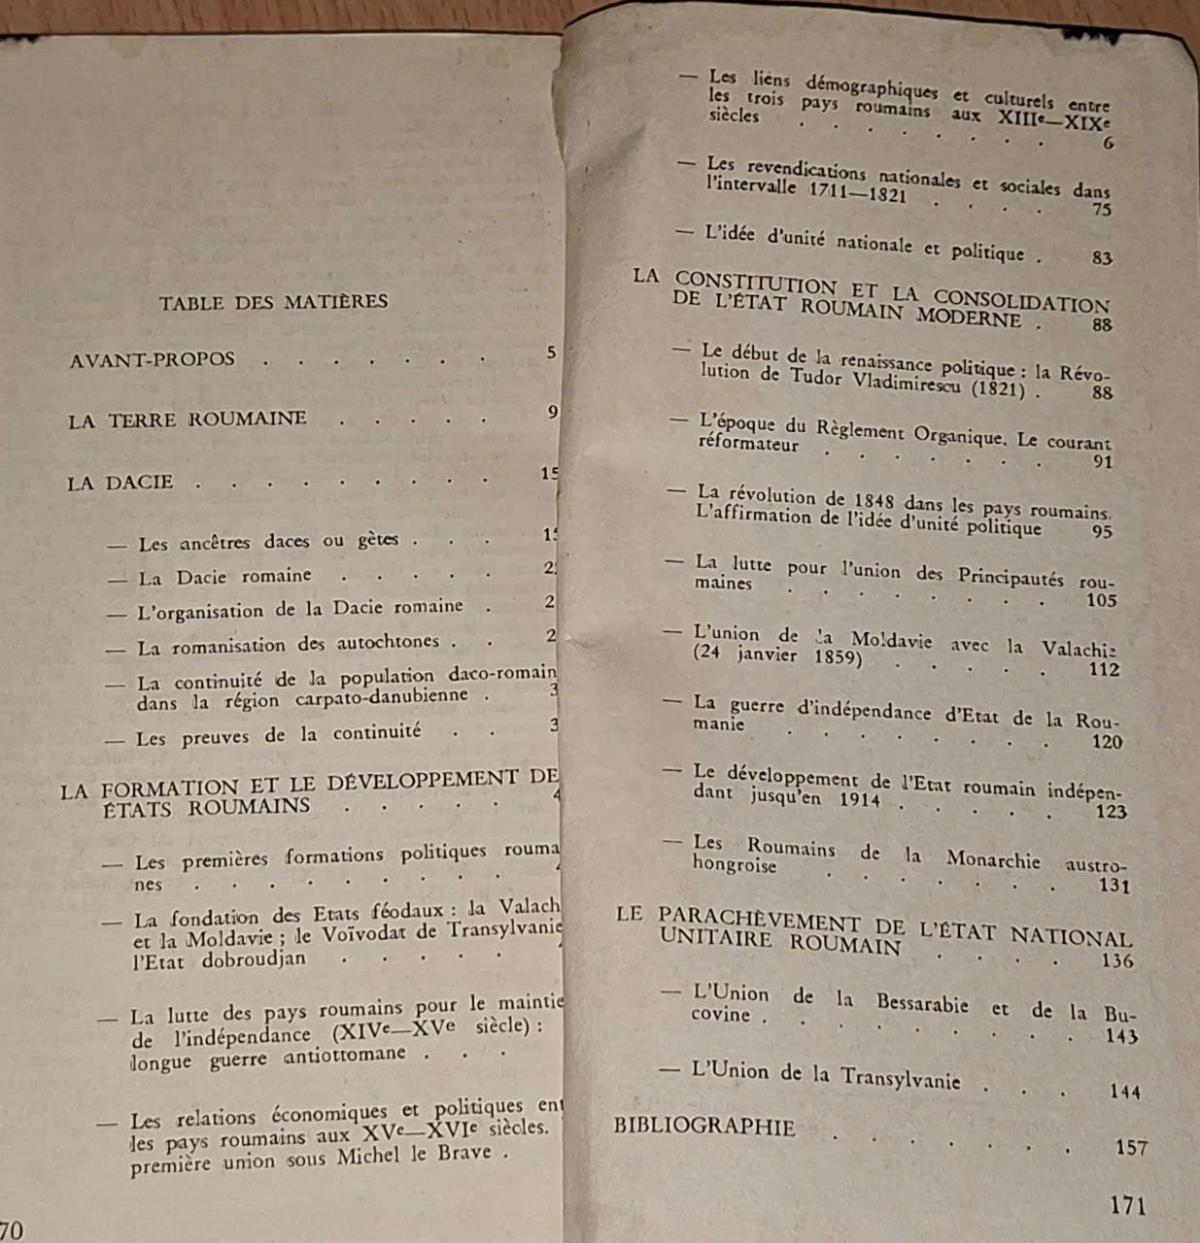 TABLE DES MATIÈRES
AVANT-PROPOS . . . . . . . 5
LA TERRE ROUMAINE . . . . . 9
LA DACIE . . . . . . . . . 15
— Les ancêtres daces ou gètes . . .
— La Dacie romaine . . . . .
— L'organisation de la Dacie romaine .
— La romanisation des autochtones . .
— La continuité de la population daco-romain
dans la région carpato-danubienne .
— Les preuves de la continuité . .
LA FORMATION ET LE DÉVELOPPEMENT DE
ÉTATS ROUMAINS . . . . .
— Les premières formations politiques rouma
nes . . . . . . . . .
— La fondation des Etats féodaux : la Valach
et la Moldavie ; le Voïvodat de Transylvanie
l'Etat dobroudjan . . . . .
— La lutte des pays roumains pour le maintie
de l'indépendance (XIVe—XVe siècle) :
longue guerre antiottomane . . .
— Les relations économiques et politiques ent
les pays roumains aux XVe—XVIe siècles.
première union sous Michel le Brave .
70
— Les liens démographiques et culturels entre
les trois pays roumains aux XIIIe—XIXe
siècles . . . . . . . . 6
— Les revendications nationales et sociales dans
l'intervalle 1711—1821 . . . . 75
— L'idée d'unité nationale et politique . 83
LA CONSTITUTION ET LA CONSOLIDATION
DE L'ÉTAT ROUMAIN MODERNE . 88
— Le début de la renaissance politique : la Révo-
lution de Tudor Vladimirescu (1821) . 88
— L'époque du Règlement Organique. Le courant
réformateur . . . . . . . 91
— La révolution de 1848 dans les pays roumains.
L'affirmation de l'idée d'unité politique 95
— La lutte pour l'union des Principautés rou-
maines . . . . . . . . 105
— L'union de la Moldavie avec la Valachie
(24 janvier 1859) . . . . . 112
— La guerre d'indépendance d'Etat de la Rou-
manie . . . . . . . . 120
— Le développement de l'Etat roumain indépen-
dant jusqu'en 1914 . . . . . 123
— Les Roumains de la Monarchie austro-
hongroise . . . . . . . 131
LE PARACHÈVEMENT DE L'ÉTAT NATIONAL
UNITAIRE ROUMAIN . . . . 136
— L'Union de la Bessarabie et de la Bu-
covine . . . . . . . . . 143
— L'Union de la Transylvanie . . . 144
BIBLIOGRAPHIE . . . . . . . 157
171